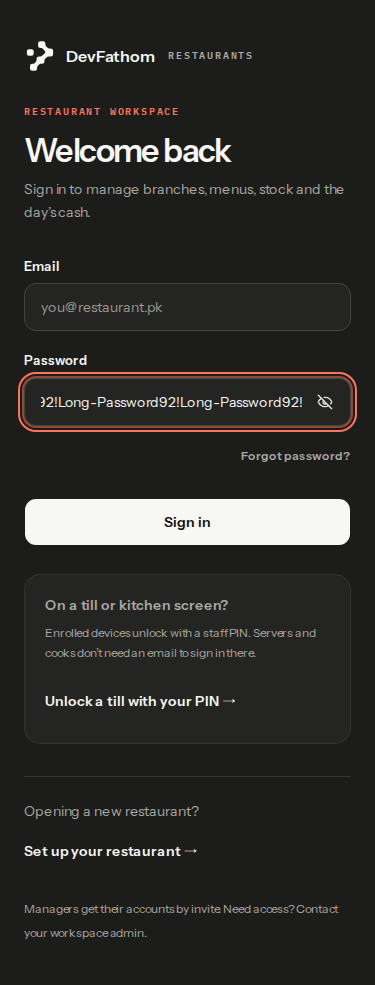 DevFathom RESTAURANTS
RESTAURANT WORKSPACE
Welcome back
Sign in to manage branches, menus, stock and the
day's cash.
Email
you@restaurant.pk
Password
92!Long-Password92!Long-Password92!
Forgot password?
Sign in
On a till or kitchen screen?
Enrolled devices unlock with a staff PIN. Servers and
cooks don't need an email to sign in there.
Unlock a till with your PIN →
Opening a new restaurant?
Set up your restaurant →
Managers get their accounts by invite. Need access? Contact
your workspace admin.